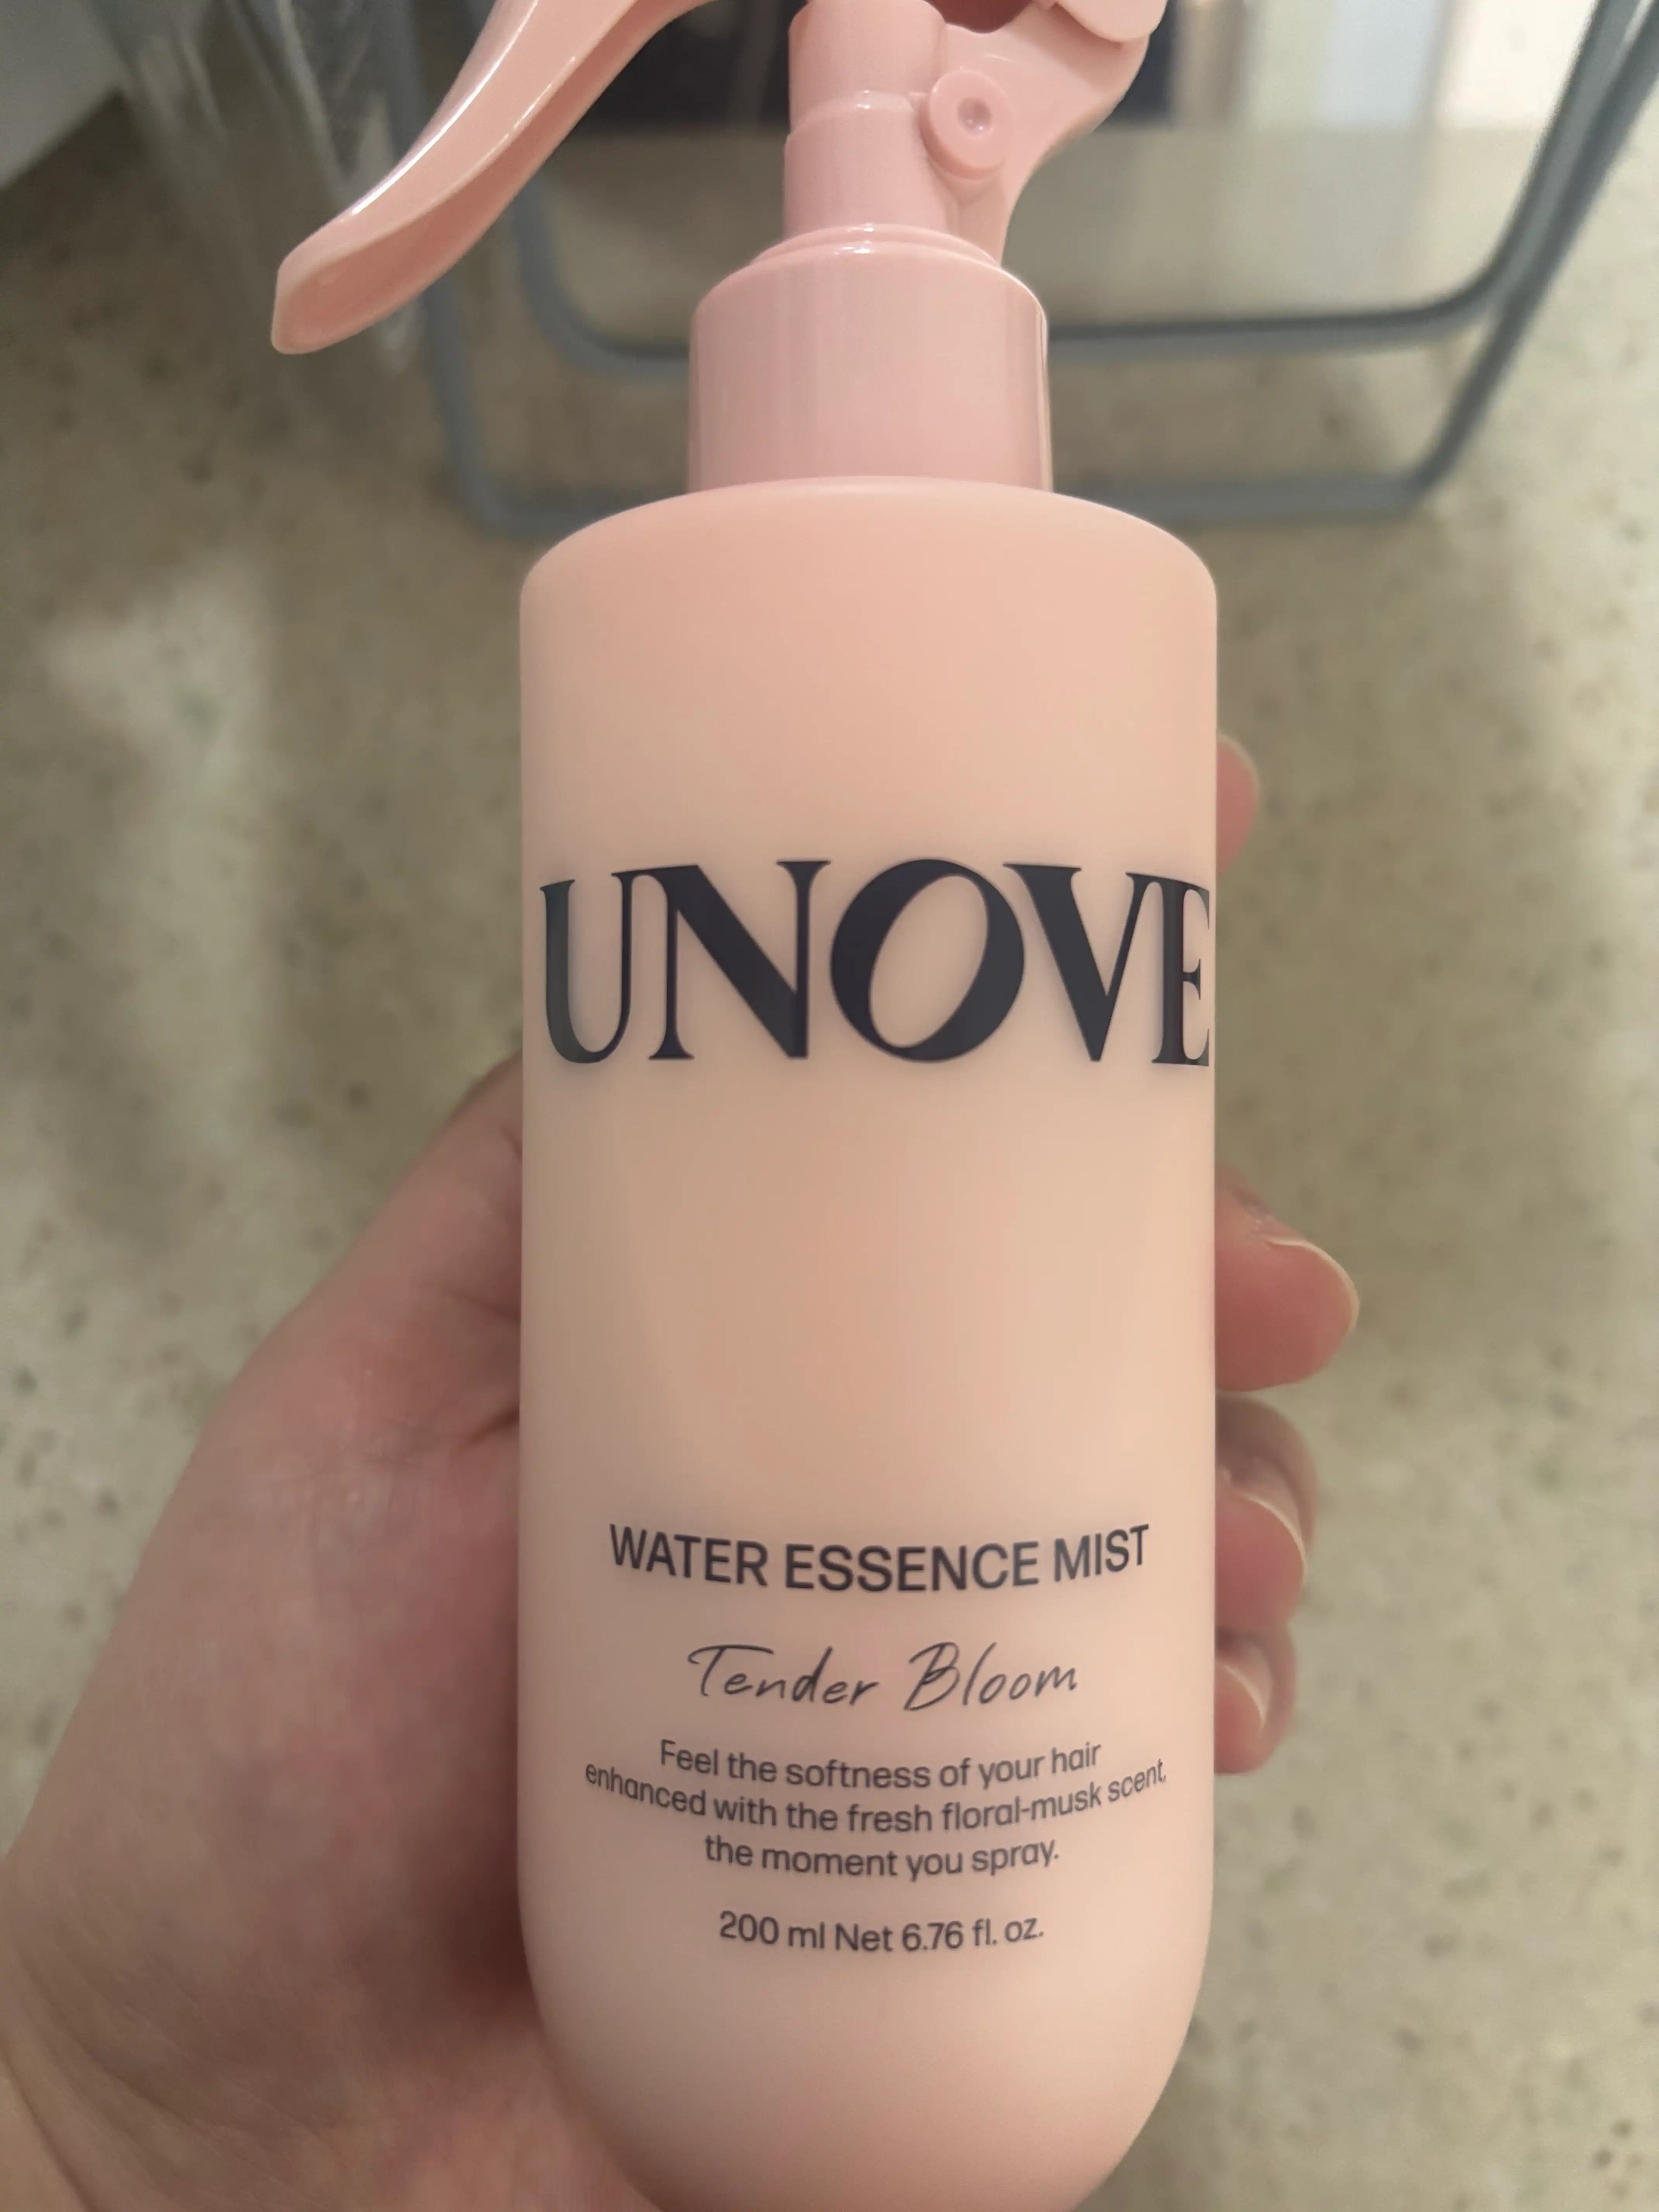 UNOVE
WATER ESSENCE MIST
Tender Bloom
Feel the softness of your hair
enhanced with the fresh floral-musk scent,
the moment you spray.
200 ml Net 6.76 fl. oz.